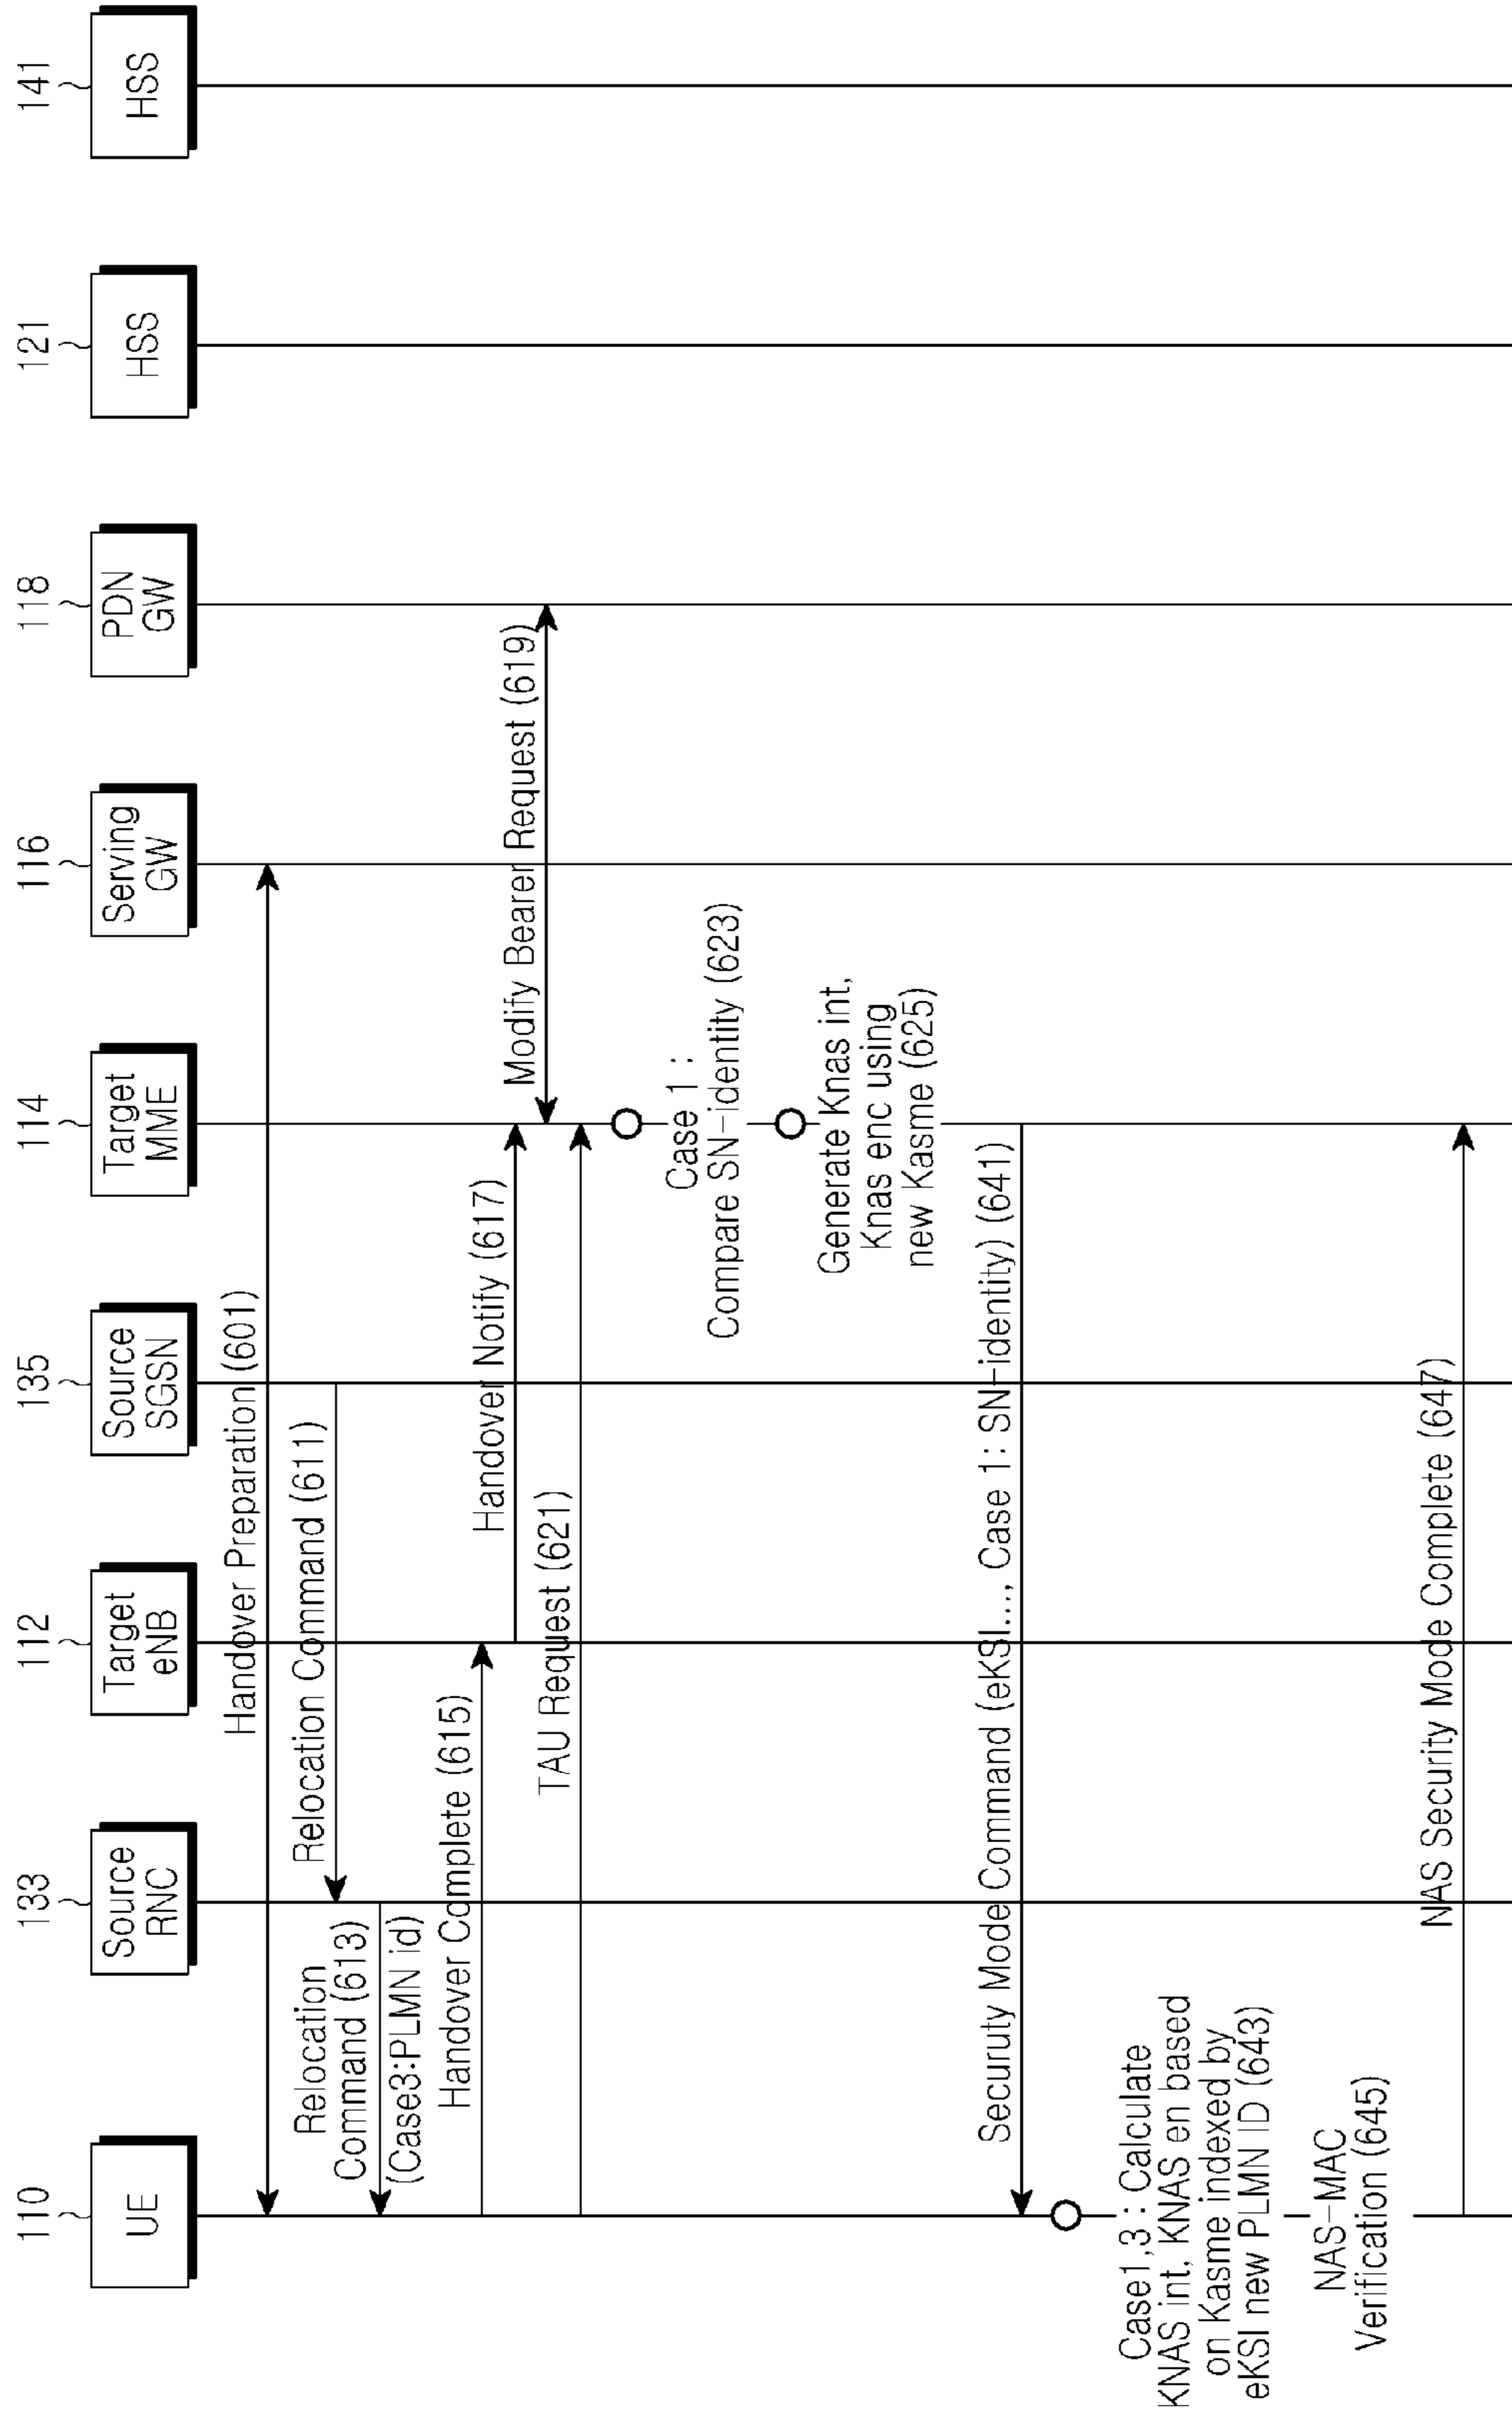 110
133
112
135
114
116
118
121
141
UE
Source
RNC
Target
eNB
Source
SGSN
Target
MME
Serving
GW
PDN
GW
HSS
HSS
Handover Preparation (601)
Relocation Command (611)
Relocation
Command (613)
(Case3:PLMN id)
Handover Complete (615)
Handover Notify (617)
Modify Bearer Request (619)
TAU Request (621)
Case 1 :
Compare SN-identity (623)
Generate Knas int,
Knas enc using
new Kasme (625)
Securuty Mode Command (eKSI..., Case 1: SN-identity) (641)
Case1,3 : Calculate
KNAS int, KNAS en based
on Kasme indexed by
eKSI new PLMN ID (643)
NAS-MAC
Verification (645)
NAS Security Mode Complete (647)